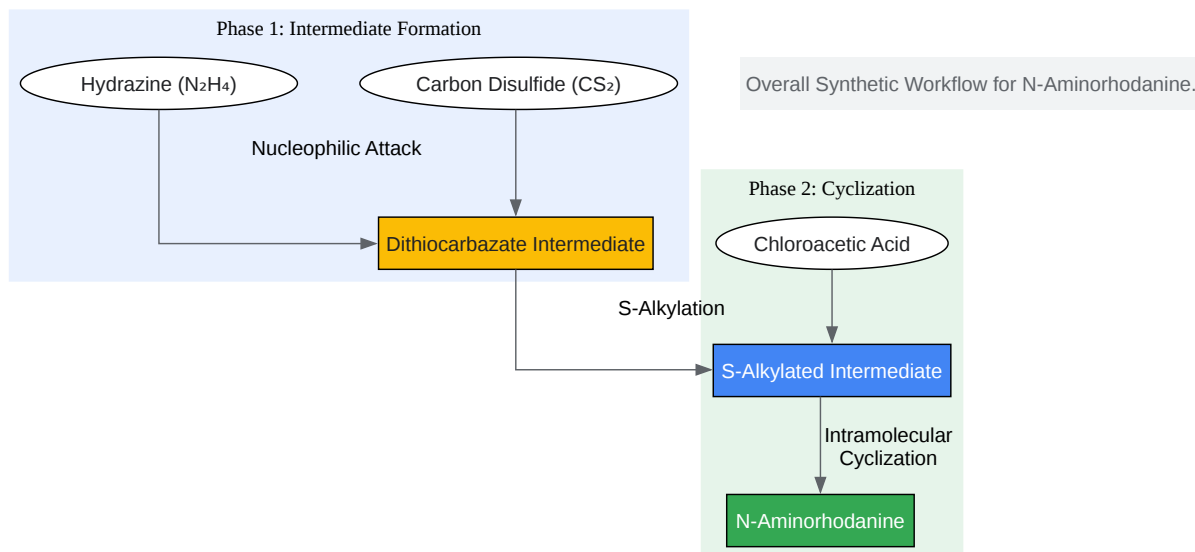 Phase 1: Intermediate Formation
Hydrazine (N₂H₄)
Carbon Disulfide (CS₂)
Overall Synthetic Workflow for N-Aminorhodanine.
Nucleophilic Attack
Phase 2: Cyclization
Dithiocarbazate Intermediate
Chloroacetic Acid
S-Alkylation
S-Alkylated Intermediate
Intramolecular
Cyclization
N-Aminorhodanine